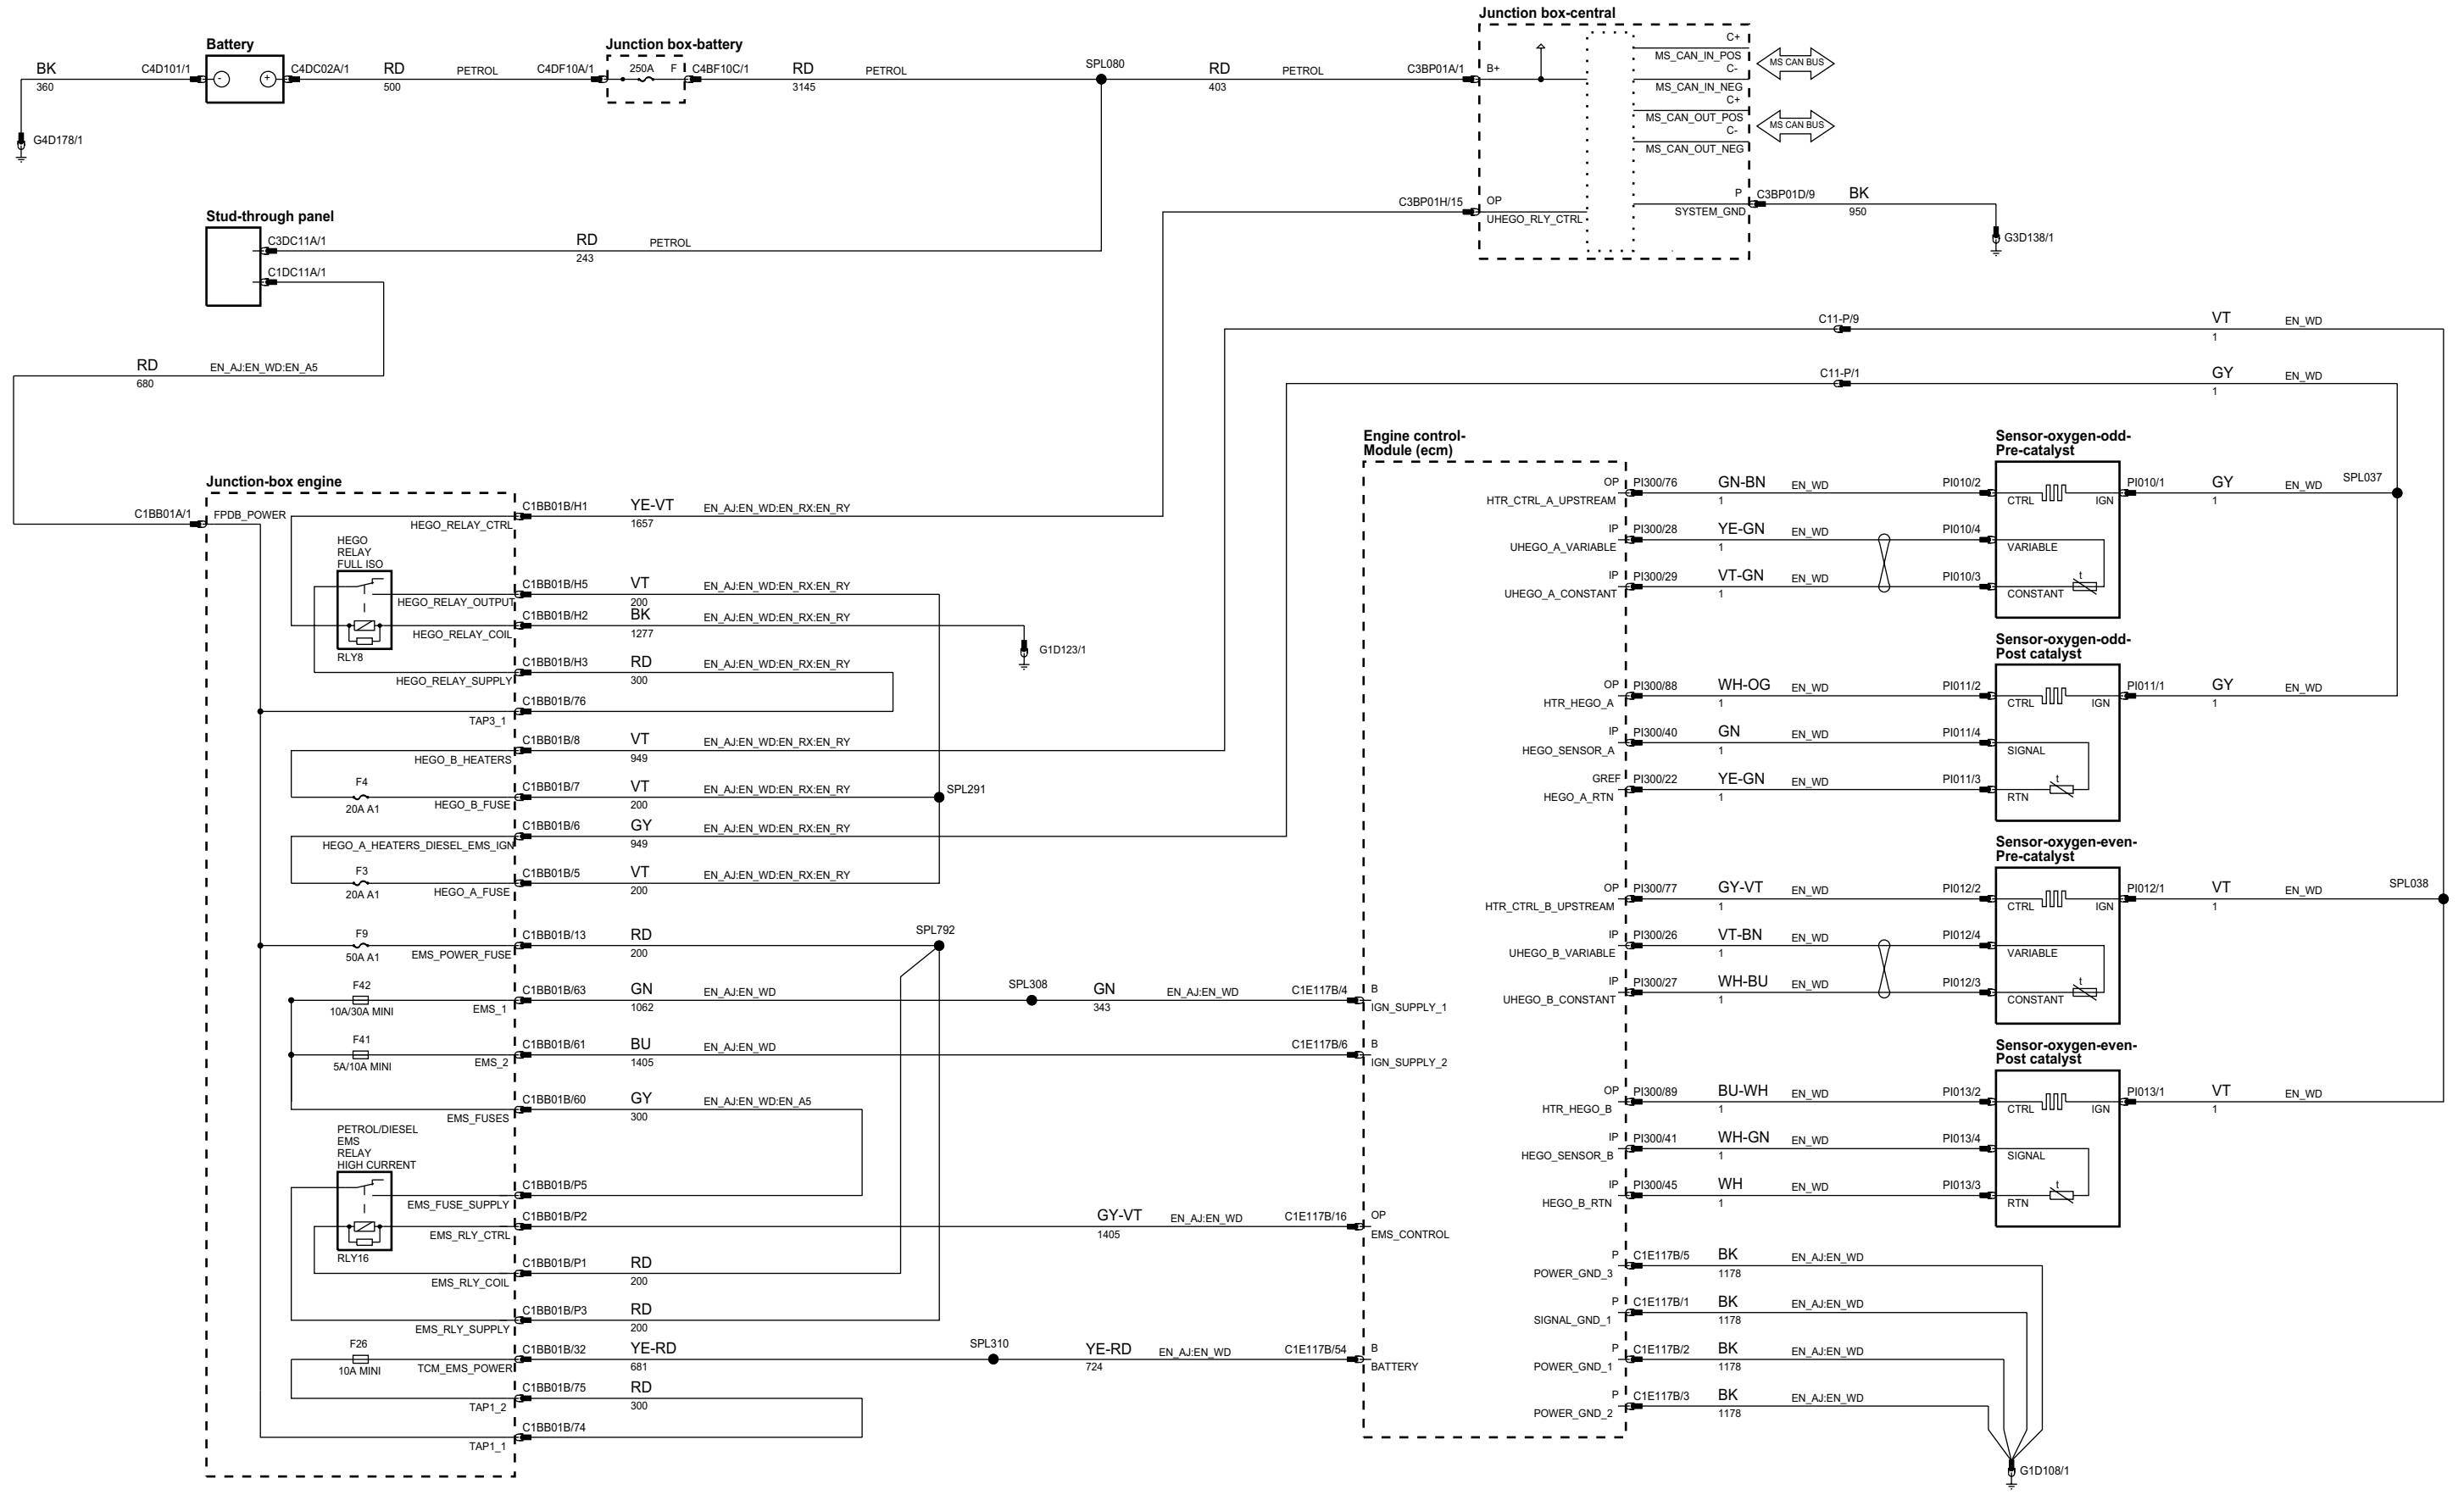 Junction box-central
Battery
Junction box-battery
BK
360
C4D101/1
-
+
C4DC02A/1
RD
500
PETROL
C4DF10A/1
250A
F
C4BF10C/1
RD
3145
PETROL
SPL080
RD
403
PETROL
C3BP01A/1
B+
C+
MS_CAN_IN_POS
C-
MS_CAN_IN_NEG
MS CAN BUS
C+
MS_CAN_OUT_POS
C-
MS_CAN_OUT_NEG
MS CAN BUS
G4D178/1
C3BP01H/15
OP
UHEGO_RLY_CTRL
P
SYSTEM_GND
C3BP01D/9
BK
950
G3D138/1
Stud-through panel
C3DC11A/1
RD
243
PETROL
C1DC11A/1
RD
680
EN_AJ:EN_WD:EN_A5
C11-P/9
VT
1
EN_WD
C11-P/1
GY
1
EN_WD
Junction-box engine
C1BB01A/1
FPDB_POWER
C1BB01B/H1
HEGO_RELAY_CTRL
YE-VT
1657
EN_AJ:EN_WD:EN_RX:EN_RY
HEGO
RELAY
FULL ISO
RLY8
C1BB01B/H5
HEGO_RELAY_OUTPUT
VT
200
EN_AJ:EN_WD:EN_RX:EN_RY
C1BB01B/H2
HEGO_RELAY_COIL
BK
1277
EN_AJ:EN_WD:EN_RX:EN_RY
G1D123/1
C1BB01B/H3
HEGO_RELAY_SUPPLY
RD
300
EN_AJ:EN_WD:EN_RX:EN_RY
C1BB01B/76
TAP3_1
C1BB01B/8
HEGO_B_HEATERS
VT
949
EN_AJ:EN_WD:EN_RX:EN_RY
F4
20A A1
C1BB01B/7
HEGO_B_FUSE
VT
200
EN_AJ:EN_WD:EN_RX:EN_RY
SPL291
C1BB01B/6
HEGO_A_HEATERS_DIESEL_EMS_IGN
GY
949
EN_AJ:EN_WD:EN_RX:EN_RY
F3
20A A1
C1BB01B/5
HEGO_A_FUSE
VT
200
EN_AJ:EN_WD:EN_RX:EN_RY
F9
50A A1
C1BB01B/13
EMS_POWER_FUSE
RD
200
SPL792
F42
10A/30A MINI
C1BB01B/63
EMS_1
GN
1062
EN_AJ:EN_WD
SPL308
GN
343
EN_AJ:EN_WD
C1E117B/4
B
IGN_SUPPLY_1
F41
5A/10A MINI
C1BB01B/61
EMS_2
BU
1405
EN_AJ:EN_WD
C1E117B/6
B
IGN_SUPPLY_2
C1BB01B/60
EMS_FUSES
GY
300
EN_AJ:EN_WD:EN_A5
PETROL/DIESEL
EMS
RELAY
HIGH CURRENT
RLY16
C1BB01B/P5
EMS_FUSE_SUPPLY
C1BB01B/P2
EMS_RLY_CTRL
GY-VT
1405
EN_AJ:EN_WD
C1E117B/16
OP
EMS_CONTROL
C1BB01B/P1
EMS_RLY_COIL
RD
200
C1BB01B/P3
EMS_RLY_SUPPLY
RD
200
F26
10A MINI
C1BB01B/32
TCM_EMS_POWER
YE-RD
681
SPL310
YE-RD
724
EN_AJ:EN_WD
C1E117B/54
B
BATTERY
C1BB01B/75
TAP1_2
RD
300
C1BB01B/74
TAP1_1
Engine control-
Module (ecm)
OP
HTR_CTRL_A_UPSTREAM
PI300/76
GN-BN
1
EN_WD
PI010/2
IP
UHEGO_A_VARIABLE
PI300/28
YE-GN
1
EN_WD
PI010/4
IP
UHEGO_A_CONSTANT
PI300/29
VT-GN
1
EN_WD
PI010/3
Sensor-oxygen-odd-
Pre-catalyst
CTRL
IGN
VARIABLE
t
CONSTANT
PI010/1
GY
1
EN_WD
SPL037
OP
HTR_HEGO_A
PI300/88
WH-OG
1
EN_WD
PI011/2
IP
HEGO_SENSOR_A
PI300/40
GN
1
EN_WD
PI011/4
GREF
HEGO_A_RTN
PI300/22
YE-GN
1
EN_WD
PI011/3
Sensor-oxygen-odd-
Post catalyst
CTRL
IGN
SIGNAL
t
RTN
PI011/1
GY
1
EN_WD
OP
HTR_CTRL_B_UPSTREAM
PI300/77
GY-VT
1
EN_WD
PI012/2
IP
UHEGO_B_VARIABLE
PI300/26
VT-BN
1
EN_WD
PI012/4
IP
UHEGO_B_CONSTANT
PI300/27
WH-BU
1
EN_WD
PI012/3
Sensor-oxygen-even-
Pre-catalyst
CTRL
IGN
VARIABLE
t
CONSTANT
PI012/1
VT
1
EN_WD
SPL038
OP
HTR_HEGO_B
PI300/89
BU-WH
1
EN_WD
PI013/2
IP
HEGO_SENSOR_B
PI300/41
WH-GN
1
EN_WD
PI013/4
IP
HEGO_B_RTN
PI300/45
WH
1
EN_WD
PI013/3
Sensor-oxygen-even-
Post catalyst
CTRL
IGN
SIGNAL
t
RTN
PI013/1
VT
1
EN_WD
P
POWER_GND_3
C1E117B/5
BK
1178
EN_AJ:EN_WD
P
SIGNAL_GND_1
C1E117B/1
BK
1178
EN_AJ:EN_WD
P
POWER_GND_1
C1E117B/2
BK
1178
EN_AJ:EN_WD
P
POWER_GND_2
C1E117B/3
BK
1178
EN_AJ:EN_WD
G1D108/1